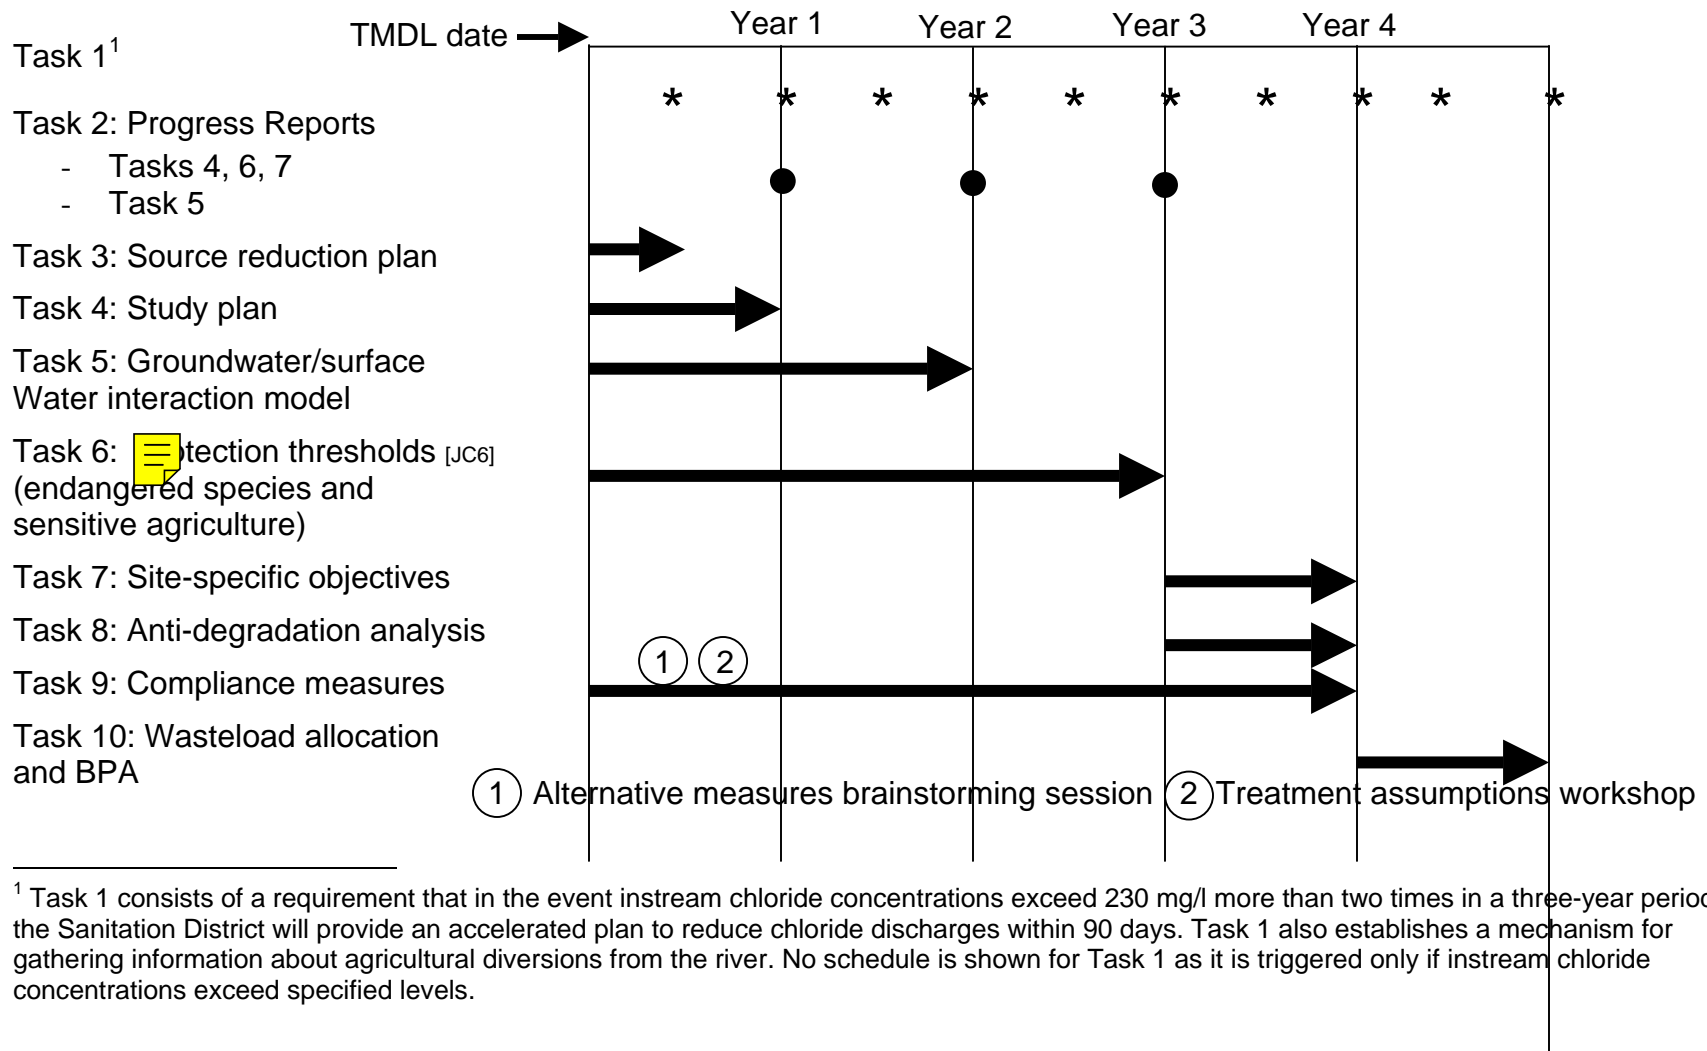 TMDL date
Year 1
Year 2
Year 3
Year 4
Task 1¹
* * * * * * * * * *
Task 2: Progress Reports
- Tasks 4, 6, 7
- Task 5
Task 3: Source reduction plan
Task 4: Study plan
Task 5: Groundwater/surface
Water interaction model
Task 6: tection thresholds [JC6]
(endangered species and
sensitive agriculture)
Task 7: Site-specific objectives
Task 8: Anti-degradation analysis
1 2
Task 9: Compliance measures
Task 10: Wasteload allocation
and BPA
1 Alternative measures brainstorming session 2 Treatment assumptions workshop
¹ Task 1 consists of a requirement that in the event instream chloride concentrations exceed 230 mg/l more than two times in a three-year perio
the Sanitation District will provide an accelerated plan to reduce chloride discharges within 90 days. Task 1 also establishes a mechanism for
gathering information about agricultural diversions from the river. No schedule is shown for Task 1 as it is triggered only if instream chloride
concentrations exceed specified levels.